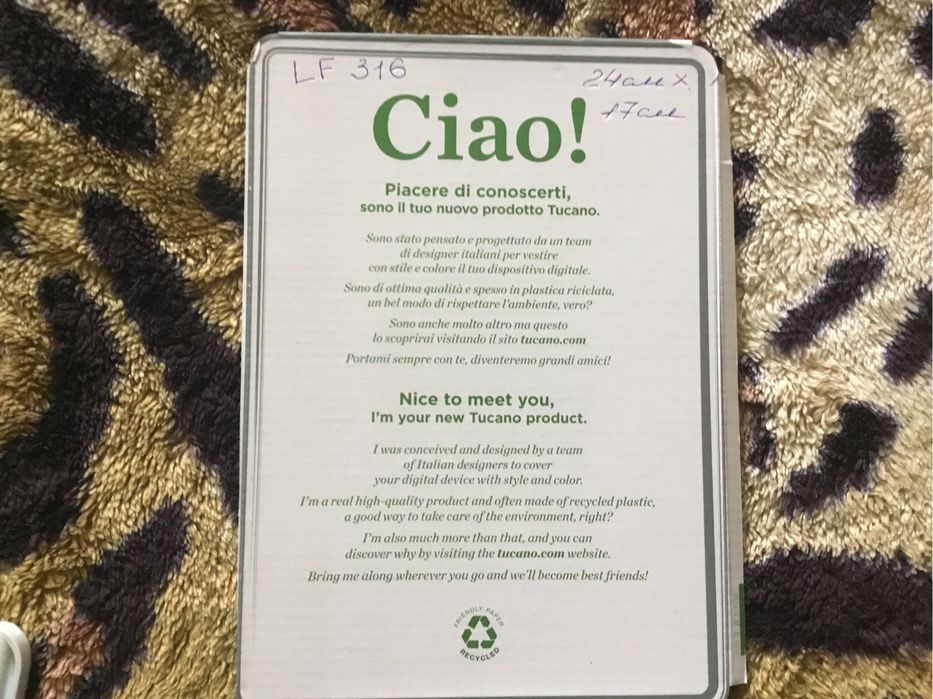 LF 316
24см x
17см
Ciao!
Piacere di conoscerti,
sono il tuo nuovo prodotto Tucano.
Sono stato pensato e progettato da un team
di designer italiani per vestire
con stile e colore il tuo dispositivo digitale.
Sono di ottima qualità e spesso in plastica riciclata,
un bel modo di rispettare l'ambiente, vero?
Sono anche molto altro ma questo
lo scoprirai visitando il sito tucano.com
Portami sempre con te, diventeremo grandi amici!
Nice to meet you,
I'm your new Tucano product.
I was conceived and designed by a team
of Italian designers to cover
your digital device with style and color.
I'm a real high-quality product and often made of recycled plastic,
a good way to take care of the environment, right?
I'm also much more than that, and you can
discover why by visiting the tucano.com website.
Bring me along wherever you go and we'll become best friends!
FRIENDLY PAPER
RECYCLED